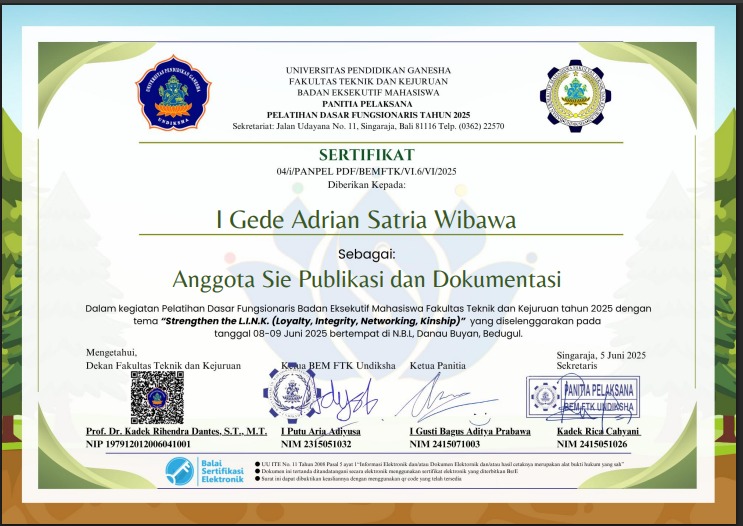 UNIVERSITAS PENDIDIKAN GANESHA
UNDIKSHA
UNIVERSITAS PENDIDIKAN GANESHA
FAKULTAS TEKNIK DAN KEJURUAN
BADAN EKSEKUTIF MAHASISWA
PANITIA PELAKSANA
PELATIHAN DASAR FUNGSIONARIS TAHUN 2025
Sekretariat: Jalan Udayana No. 11, Singaraja, Bali 81116 Telp. (0362) 22570
SERTIFIKAT
04/i/PANPEL PDF/BEMFTK/VI.6/VI/2025
Diberikan Kepada:
I Gede Adrian Satria Wibawa
Sebagai:
Anggota Sie Publikasi dan Dokumentasi
Dalam kegiatan Pelatihan Dasar Fungsionaris Badan Eksekutif Mahasiswa Fakultas Teknik dan Kejuruan tahun 2025 dengan
tema "Strengthen the L.I.N.K. (Loyalty, Integrity, Networking, Kinship)" yang diselenggarakan pada
tanggal 08-09 Juni 2025 bertempat di N.B.L, Danau Buyan, Bedugul.
Mengetahui,
Dekan Fakultas Teknik dan Kejuruan
Prof. Dr. Kadek Rihendra Dantes, S.T., M.T.
NIP 197912012006041001
Ketua BEM FTK Undiksha
I Putu Aria Adiyusa
NIM 2315051032
Ketua Panitia
I Gusti Bagus Aditya Prabawa
NIM 2415071003
Singaraja, 5 Juni 2025
Sekretaris
PANITIA PELAKSANA
BEM FTK UNDIKSHA
Kadek Rica Cahyani
NIM 2415051026
Balai
Sertifikasi
Elektronik
● UU ITE No. 11 Tahun 2008 Pasal 5 ayat 1 "Informasi Elektronik dan/atau Dokumen Elektornik dan/atau hasil cetaknya merupakan alat bukti hukum yang sah"
● Dokumen ini tertanda ditandatangani secara elektronik menggunakan sertifikat elektronik yang diterbitkan BsrE
● Surat ini dapat dibuktikan keasliannya dengan menggunakan qr code yang telah tersedia